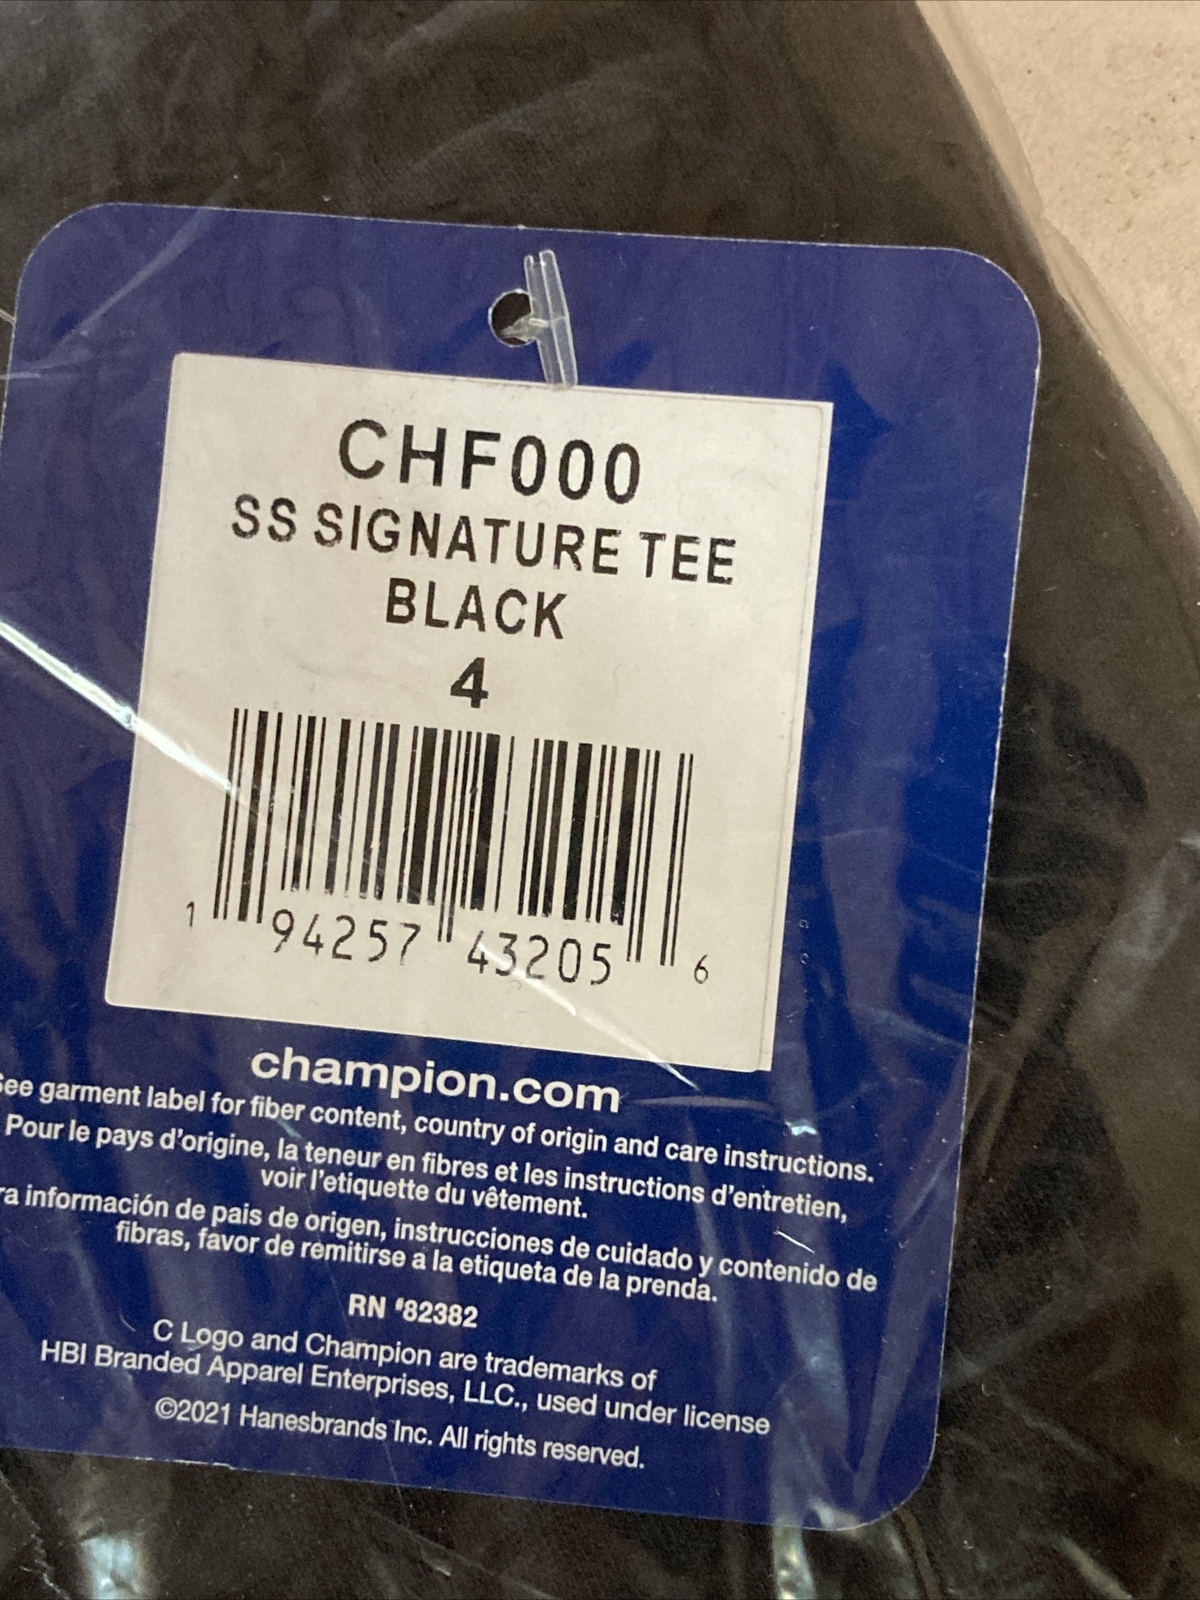 CHF000
SS SIGNATURE TEE
BLACK
4
1 94257 43205 6
champion.com
See garment label for fiber content, country of origin and care instructions.
Pour le pays d'origine, la teneur en fibres et les instructions d'entretien,
voir l'etiquette du vêtement.
ra información de pais de origen, instrucciones de cuidado y contenido de
fibras, favor de remitirse a la etiqueta de la prenda.
RN #82382
C Logo and Champion are trademarks of
HBI Branded Apparel Enterprises, LLC., used under license
©2021 Hanesbrands Inc. All rights reserved.